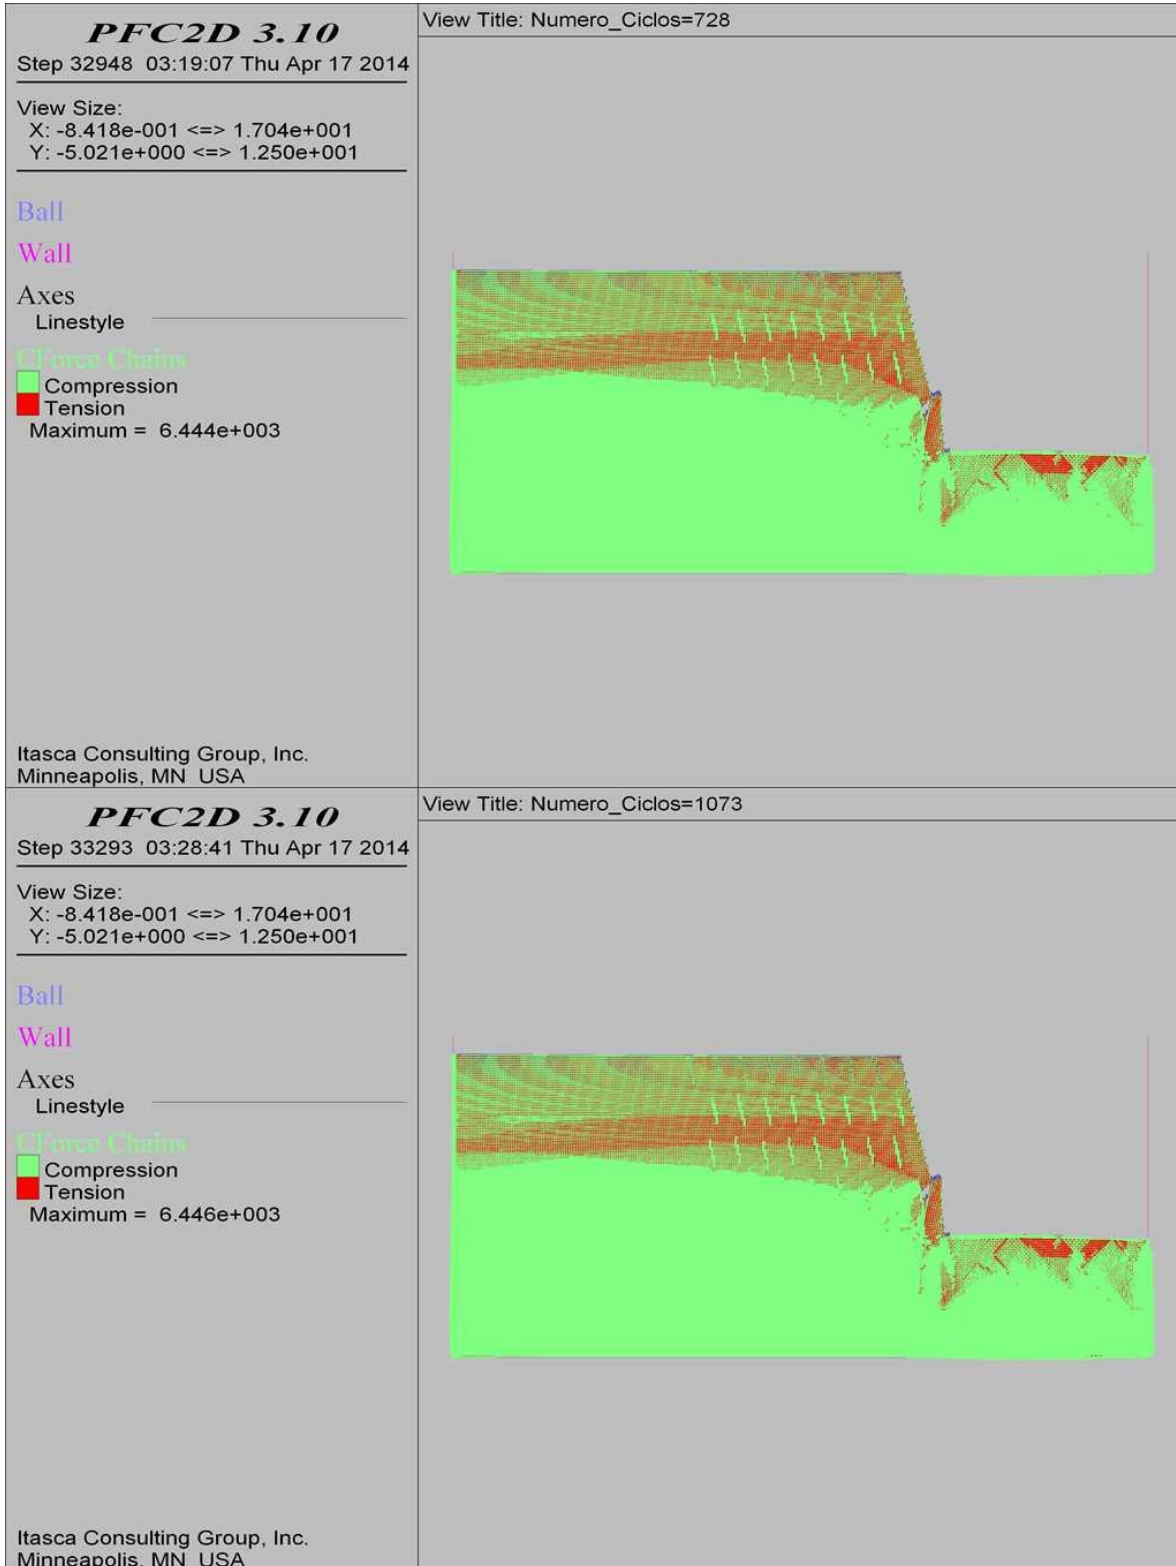 PFC2D 3.10
Step 32948 03:19:07 Thu Apr 17 2014
View Size:
X: -8.418e-001 <=> 1.704e+001
Y: -5.021e+000 <=> 1.250e+001
Ball
Wall
Axes
Linestyle
CForce Chains
Compression
Tension
Maximum = 6.444e+003
Itasca Consulting Group, Inc.
Minneapolis, MN USA
View Title: Numero_Ciclos=728
PFC2D 3.10
Step 33293 03:28:41 Thu Apr 17 2014
View Size:
X: -8.418e-001 <=> 1.704e+001
Y: -5.021e+000 <=> 1.250e+001
Ball
Wall
Axes
Linestyle
CForce Chains
Compression
Tension
Maximum = 6.446e+003
Itasca Consulting Group, Inc.
Minneapolis, MN USA
View Title: Numero_Ciclos=1073